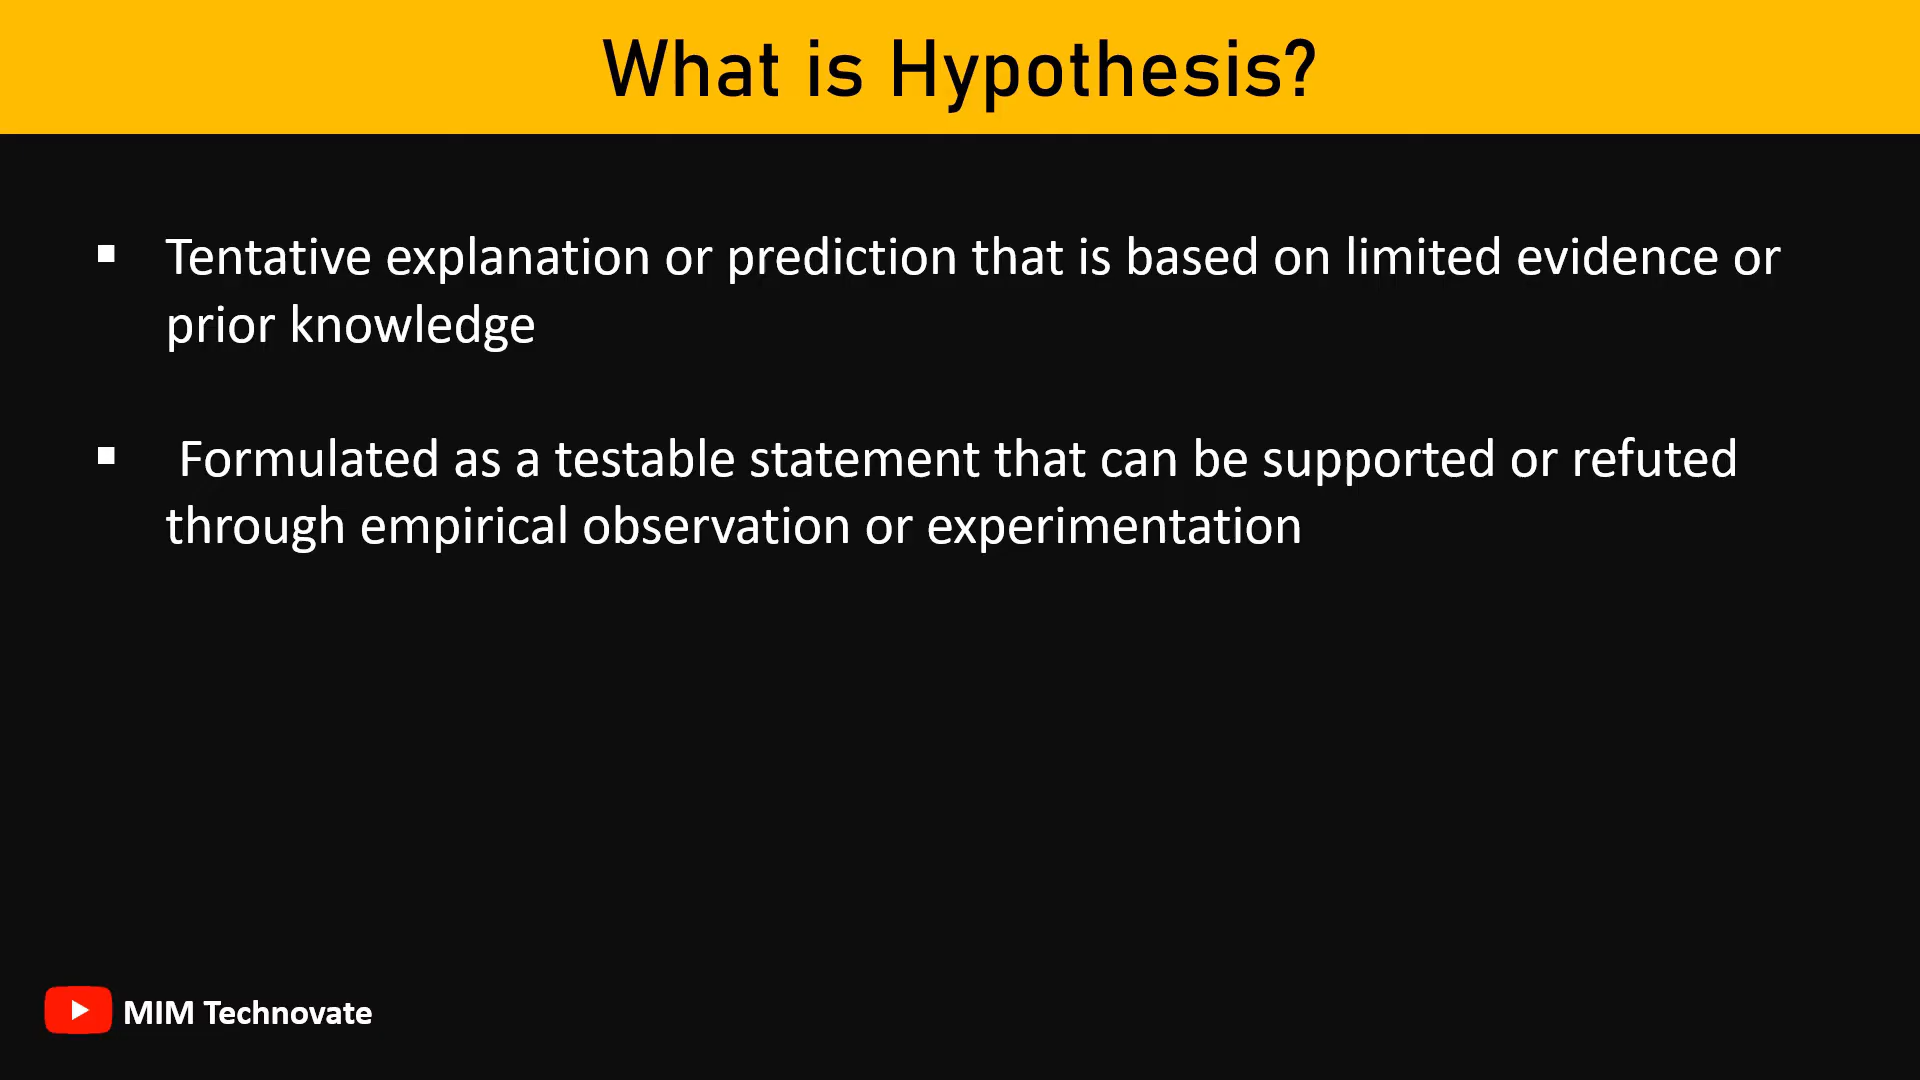 What is Hypothesis?
▪ Tentative explanation or prediction that is based on limited evidence or
prior knowledge
▪ Formulated as a testable statement that can be supported or refuted
through empirical observation or experimentation
MIM Technovate